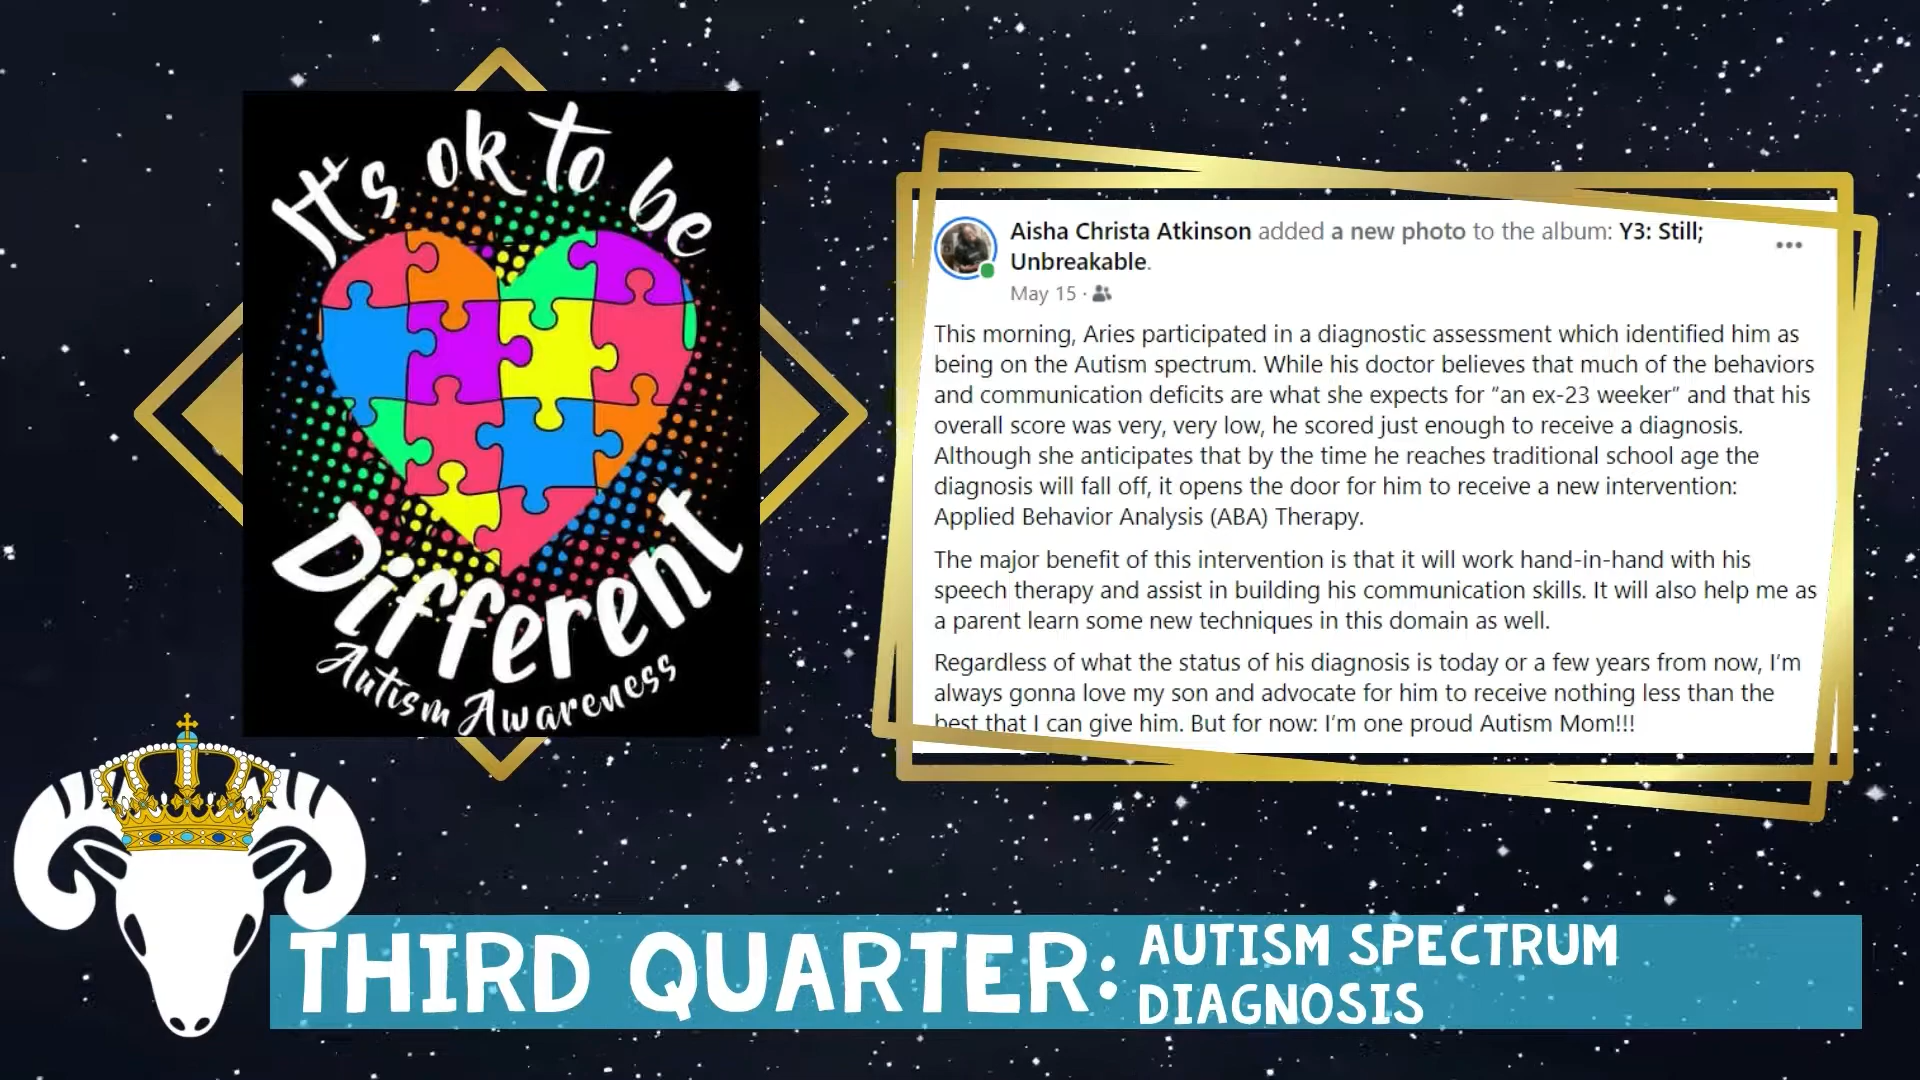 It's ok to be
Different
Autism Awareness
Aisha Christa Atkinson added a new photo to the album: Y3: Still;
Unbreakable.
May 15 ·
This morning, Aries participated in a diagnostic assessment which identified him as
being on the Autism spectrum. While his doctor believes that much of the behaviors
and communication deficits are what she expects for “an ex-23 weeker” and that his
overall score was very, very low, he scored just enough to receive a diagnosis.
Although she anticipates that by the time he reaches traditional school age the
diagnosis will fall off, it opens the door for him to receive a new intervention:
Applied Behavior Analysis (ABA) Therapy.
The major benefit of this intervention is that it will work hand-in-hand with his
speech therapy and assist in building his communication skills. It will also help me as
a parent learn some new techniques in this domain as well.
Regardless of what the status of his diagnosis is today or a few years from now, I’m
always gonna love my son and advocate for him to receive nothing less than the
best that I can give him. But for now: I’m one proud Autism Mom!!!
THIRD QUARTER:
AUTISM SPECTRUM
DIAGNOSIS